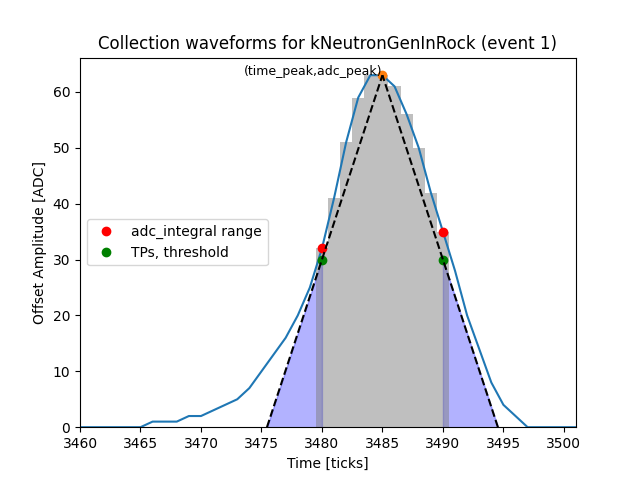 Collection waveforms for kNeutronGenInRock (event 1)
(time_peak,adc_peak)
60
50
40
30
20
10
0
Offset Amplitude [ADC]
adc_integral range
TPs, threshold
3460 3465 3470 3475 3480 3485 3490 3495 3500
Time [ticks]